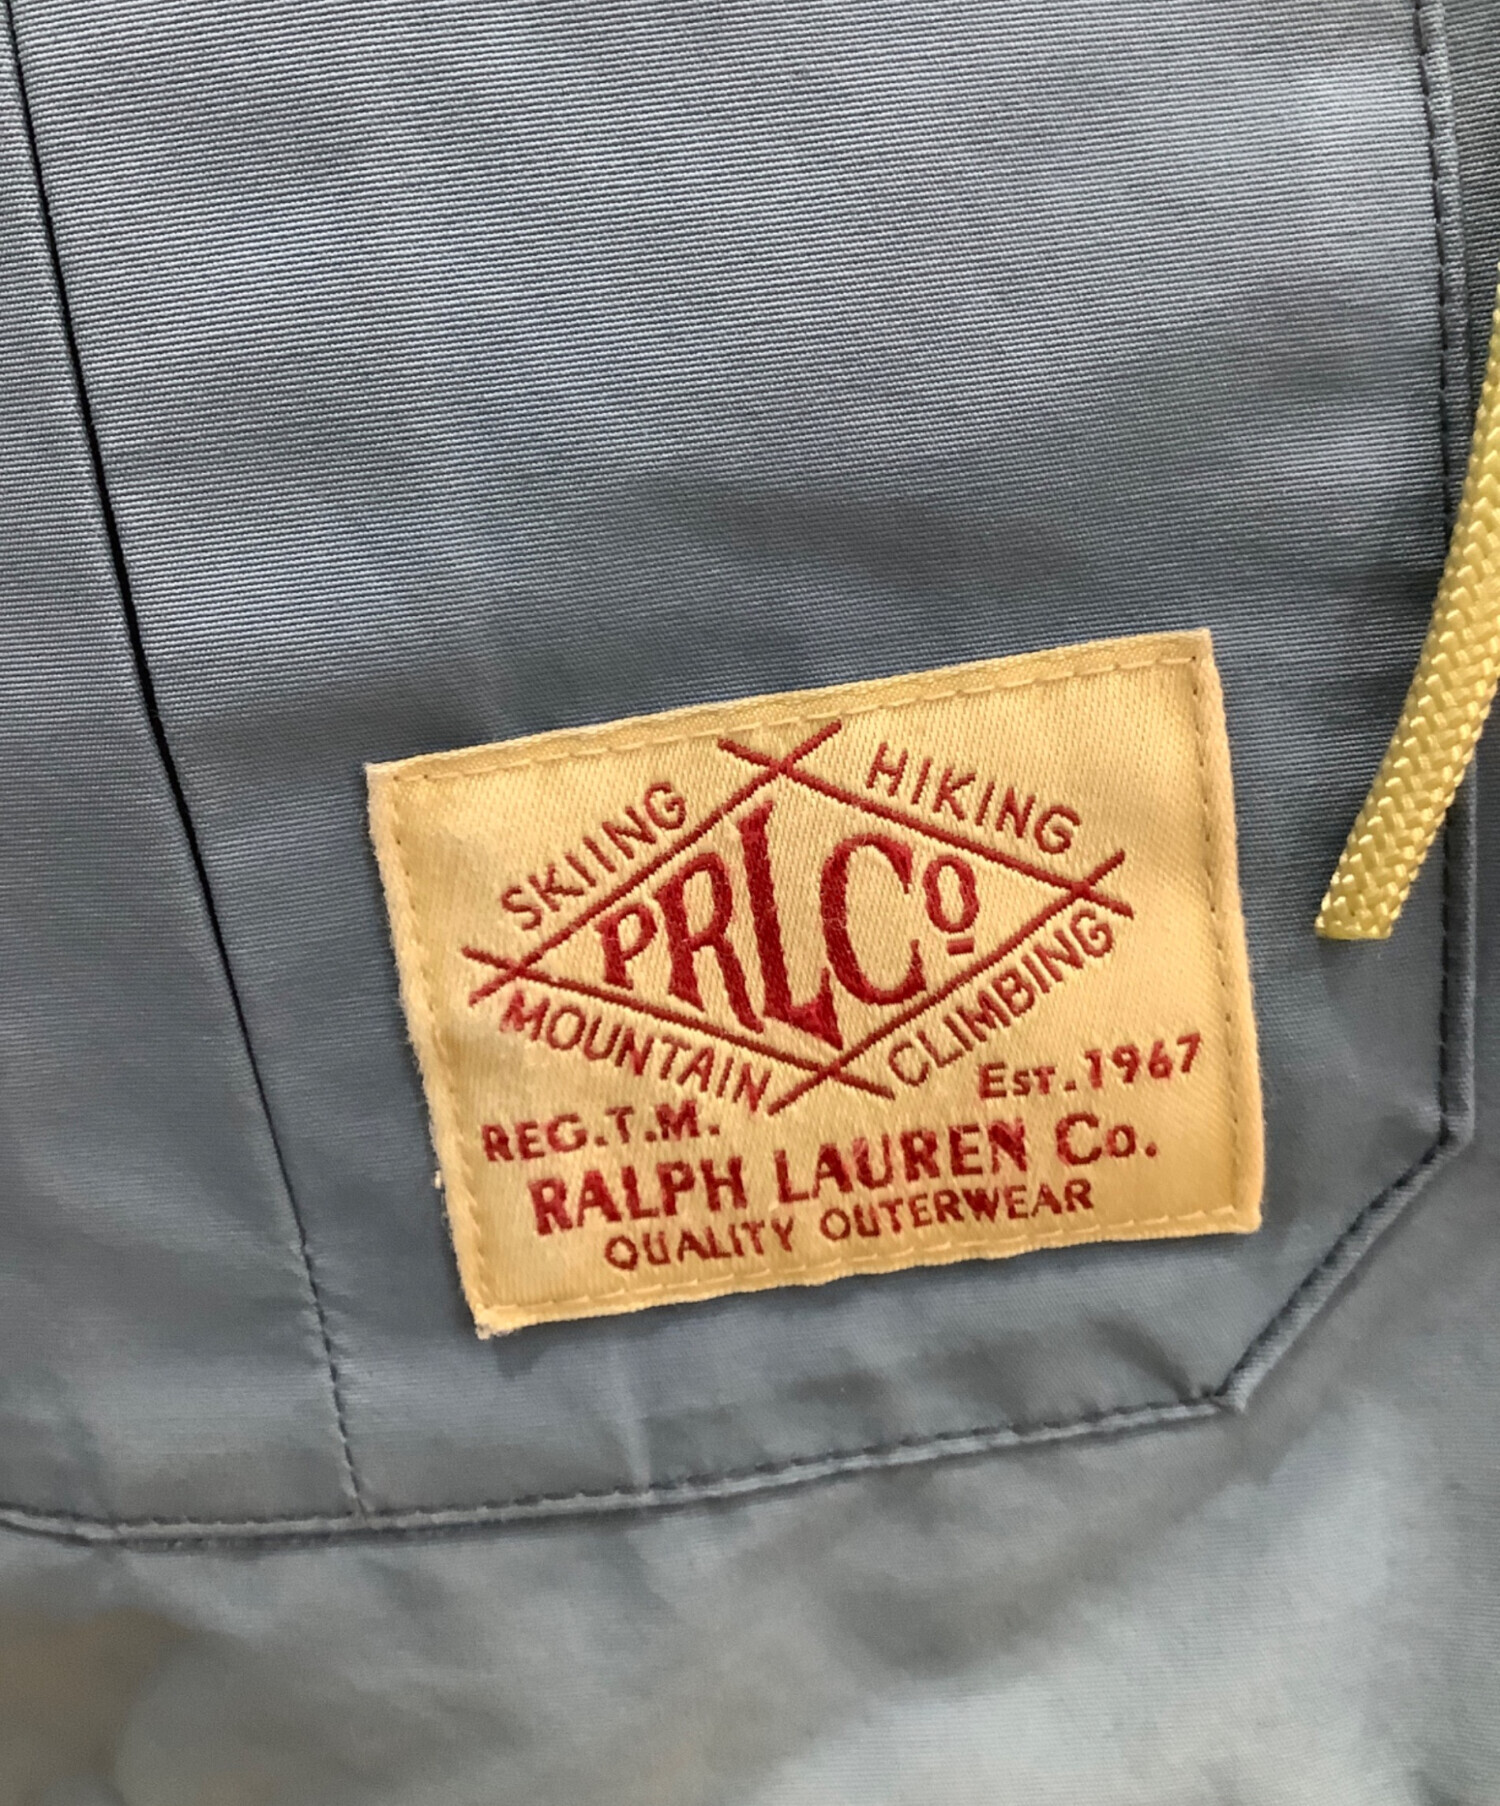 SKIING
HIKING
PRLCo
MOUNTAIN
CLIMBING
EST.1967
REG.T.M.
RALPH LAUREN Co.
QUALITY OUTERWEAR